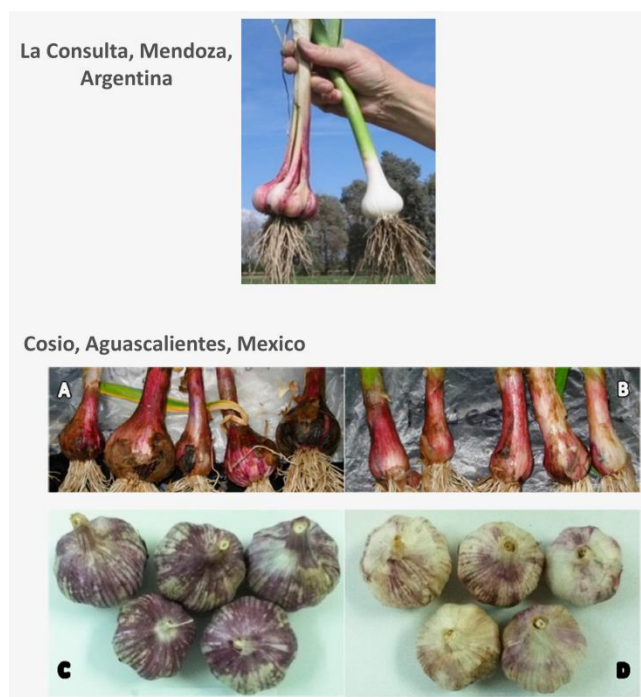 La Consulta, Mendoza,
Argentina
Cosio, Aguascalientes, Mexico
A
B
C
D